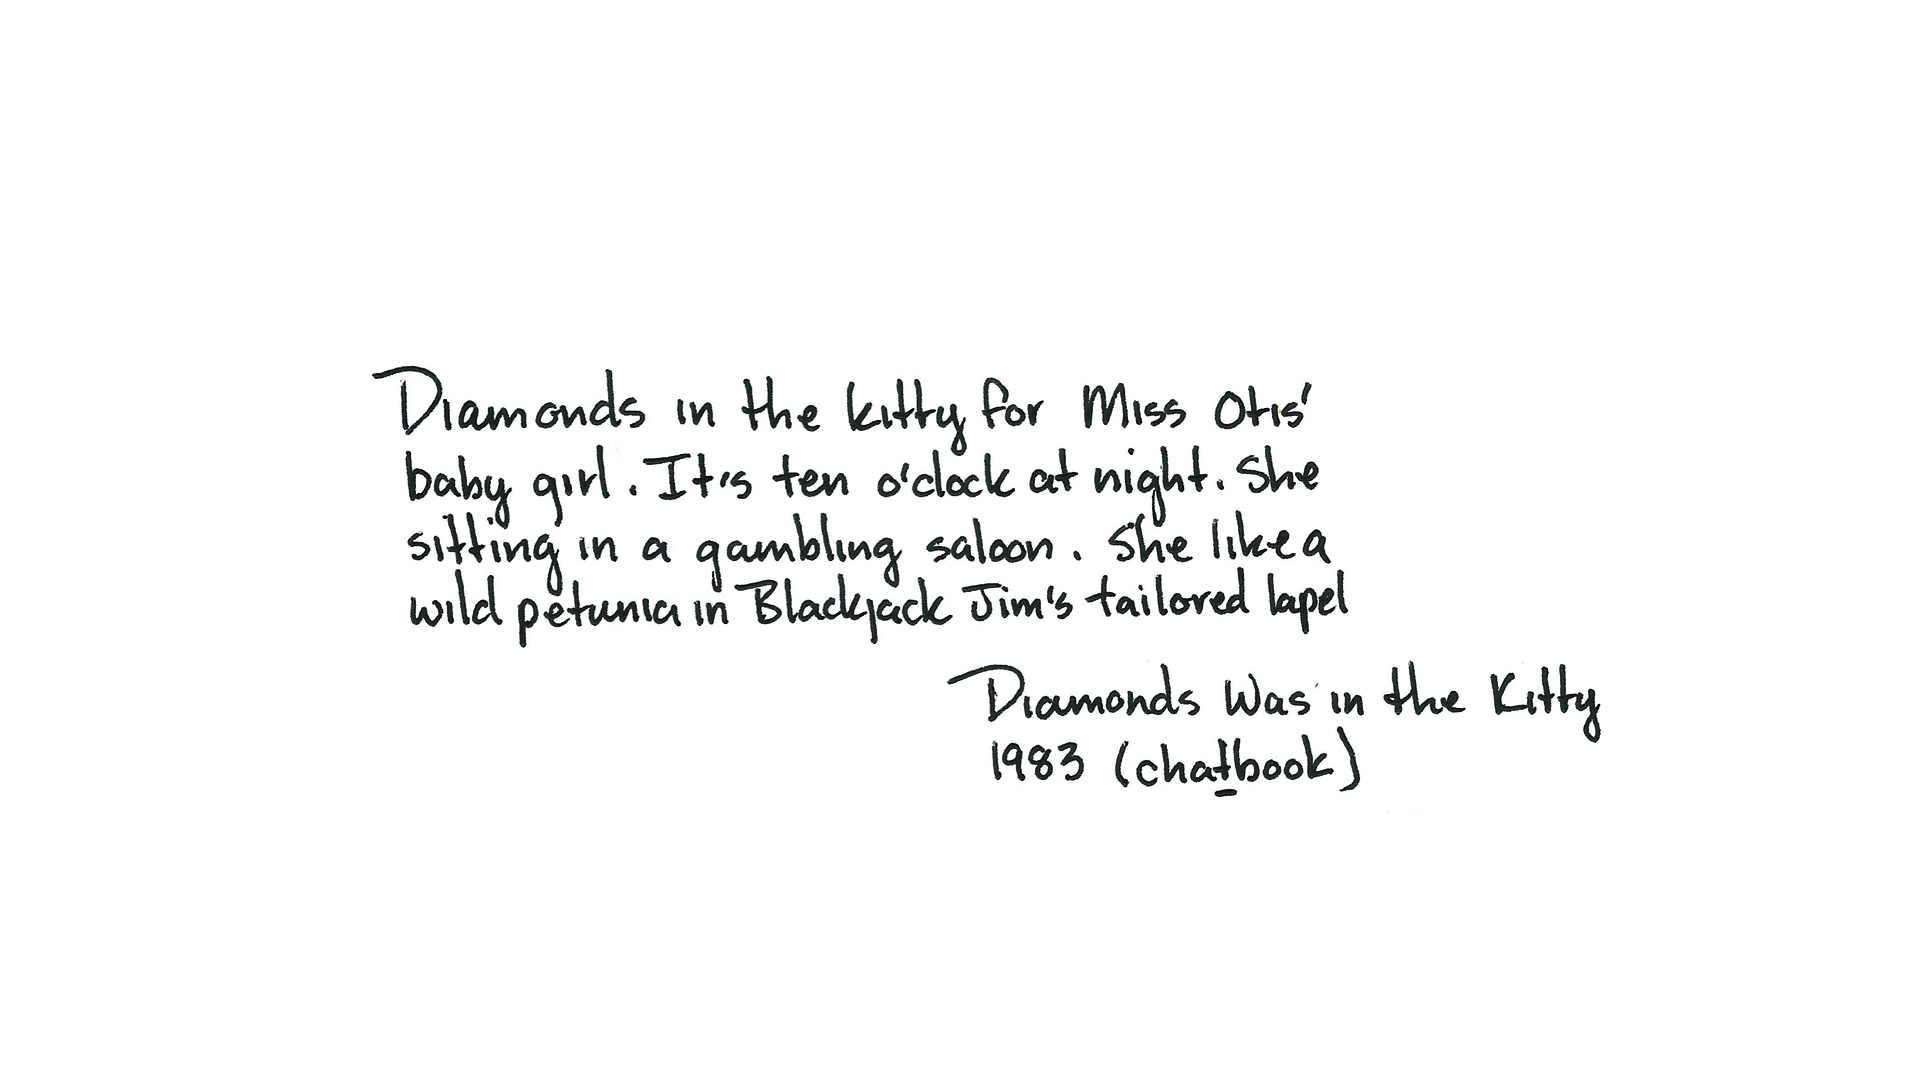 Diamonds in the kitty for Miss Otis'
baby girl. It's ten o'clock at night. She
sitting in a gambling saloon. She like a
wild petunia in Blackjack Jim's tailored lapel
Diamonds Was in the Kitty
1983 (chatbook)